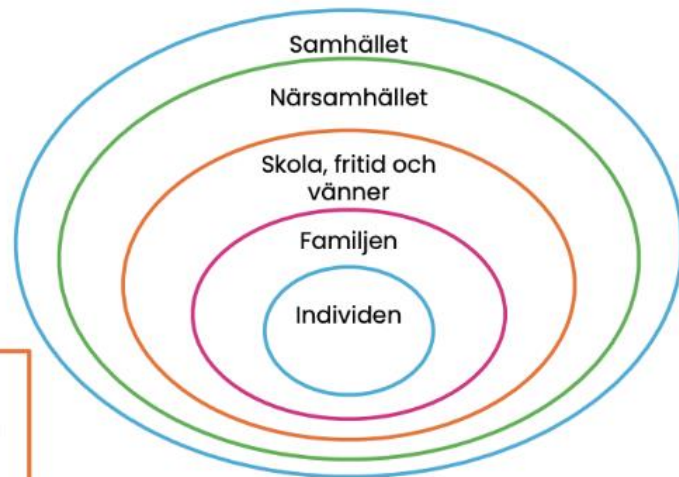 Samhället
Närsamhället
Skola, fritid och
vänner
Familjen
Individen